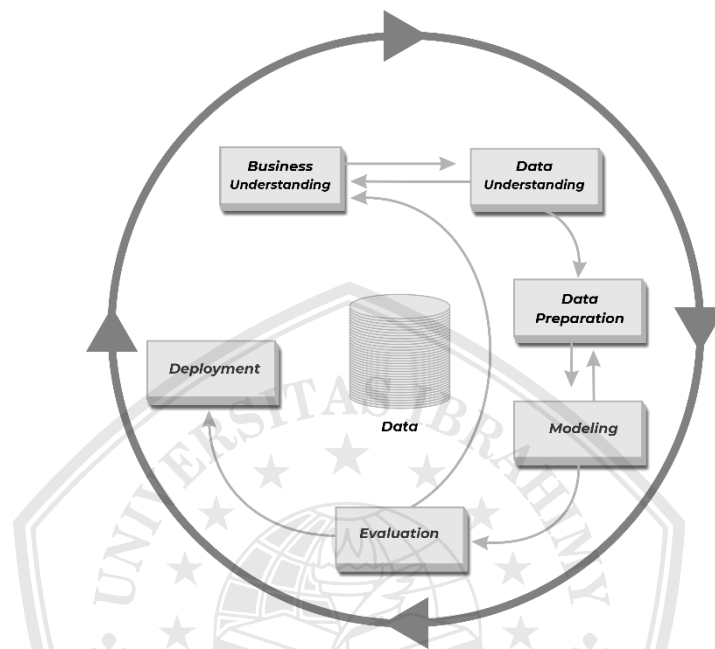 Business
Understanding
Data
Understanding
Data
Preparation
Deployment
Data
Modeling
Evaluation
UNIVERSITAS IBRAHIMY